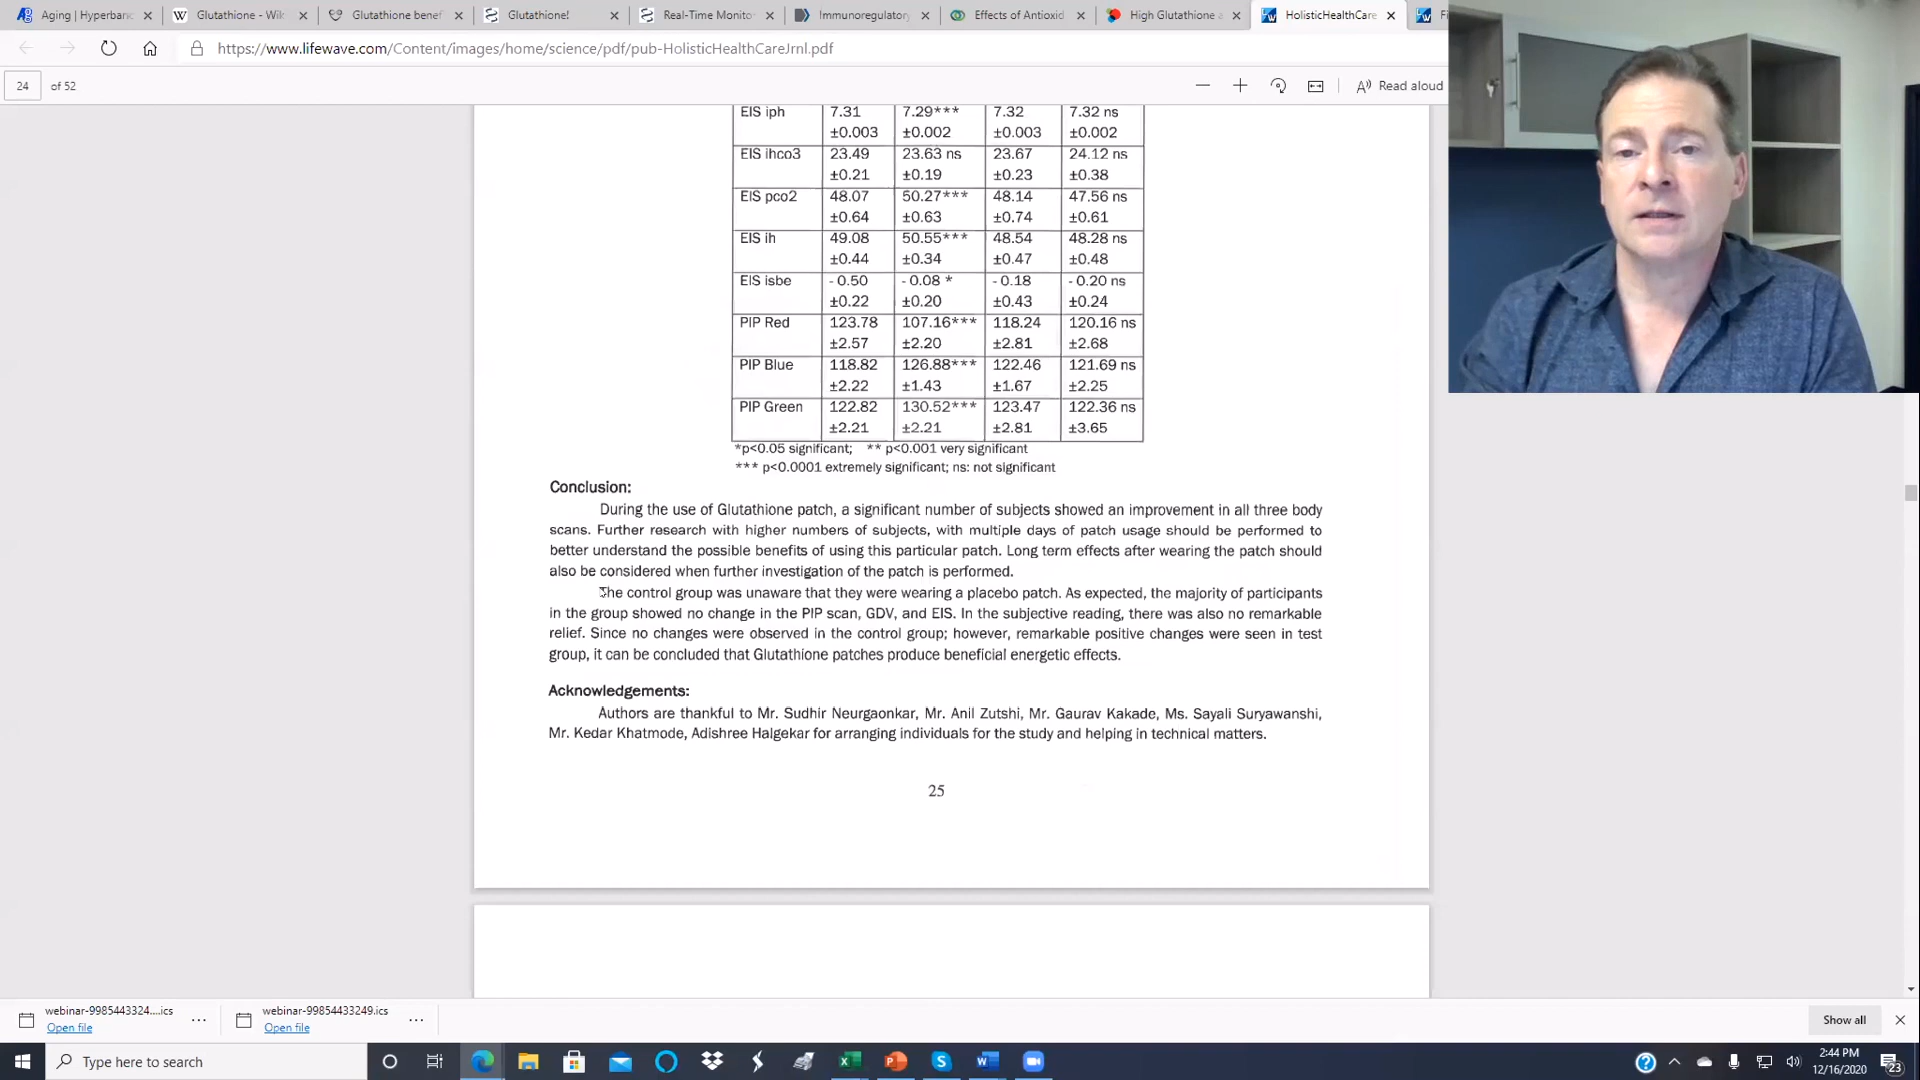 Aging | Hyperbari
Glutathione - Wik
Glutathione benef
Glutathione!
Real-Time Monito
Immunoregulatory
Effects of Antioxid
High Glutathione a
HolisticHealthCare
https://www.lifewave.com/Content/images/home/science/pdf/pub-HolisticHealthCareJrnl.pdf
24 of 52
Read aloud
EIS iph 7.31 7.29*** 7.32 7.32 ns
±0.003 ±0.002 ±0.003 ±0.002
EIS ihco3 23.49 23.63 ns 23.67 24.12 ns
±0.21 ±0.19 ±0.23 ±0.38
EIS pco2 48.07 50.27*** 48.14 47.56 ns
±0.64 ±0.63 ±0.74 ±0.61
EIS ih 49.08 50.55*** 48.54 48.28 ns
±0.44 ±0.34 ±0.47 ±0.48
EIS isbe - 0.50 - 0.08 * - 0.18 - 0.20 ns
±0.22 ±0.20 ±0.43 ±0.24
PIP Red 123.78 107.16*** 118.24 120.16 ns
±2.57 ±2.20 ±2.81 ±2.68
PIP Blue 118.82 126.88*** 122.46 121.69 ns
±2.22 ±1.43 ±1.67 ±2.25
PIP Green 122.82 130.52*** 123.47 122.36 ns
±2.21 ±2.21 ±2.81 ±3.65
*p<0.05 significant; ** p<0.001 very significant
*** p<0.0001 extremely significant; ns: not significant
Conclusion:
During the use of Glutathione patch, a significant number of subjects showed an improvement in all three body
scans. Further research with higher numbers of subjects, with multiple days of patch usage should be performed to
better understand the possible benefits of using this particular patch. Long term effects after wearing the patch should
also be considered when further investigation of the patch is performed.
The control group was unaware that they were wearing a placebo patch. As expected, the majority of participants
in the group showed no change in the PIP scan, GDV, and EIS. In the subjective reading, there was also no remarkable
relief. Since no changes were observed in the control group; however, remarkable positive changes were seen in test
group, it can be concluded that Glutathione patches produce beneficial energetic effects.
Acknowledgements:
Authors are thankful to Mr. Sudhir Neurgaonkar, Mr. Anil Zutshi, Mr. Gaurav Kakade, Ms. Sayali Suryawanshi,
Mr. Kedar Khatmode, Adishree Halgekar for arranging individuals for the study and helping in technical matters.
25
webinar-9985443324....ics
Open file
webinar-99854433249.ics
Open file
Show all
Type here to search
2:44 PM
12/16/2020
23